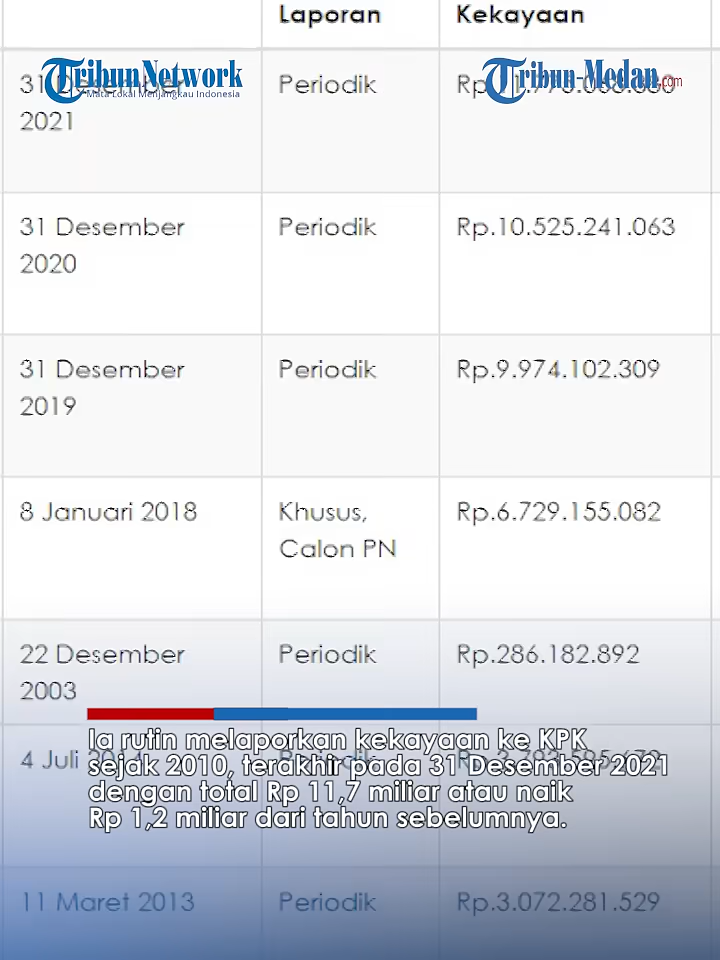 Laporan Kekayaan
TribunNetwork
Mata Lokal Menjangkau Indonesia
Tribun-Medan.com
31 Desember Periodik
2021
31 Desember Periodik Rp.10.525.241.063
2020
31 Desember Periodik Rp.9.974.102.309
2019
8 Januari 2018 Khusus, Rp.6.729.155.082
Calon PN
22 Desember Periodik Rp.286.182.892
2003
4 Juli
Ia rutin melaporkan kekayaan ke KPK
sejak 2010, terakhir pada 31 Desember 2021
dengan total Rp 11,7 miliar atau naik
Rp 1,2 miliar dari tahun sebelumnya.
11 Maret 2013 Periodik Rp.3.072.281.529